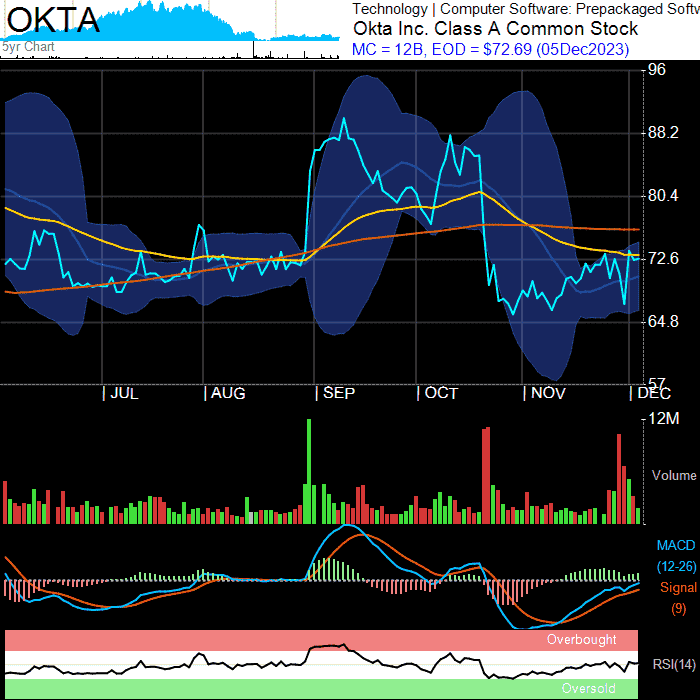 OKTA
5yr Chart
Technology | Computer Software: Prepackaged Softw
Okta Inc. Class A Common Stock
MC = 12B, EOD = $72.69 (05Dec2023)
96
88.2
80.4
72.6
64.8
57
| JUL | AUG | SEP | OCT | NOV | DEC
12M
Volume
MACD
(12-26)
Signal
(9)
Overbought
RSI(14)
Oversold